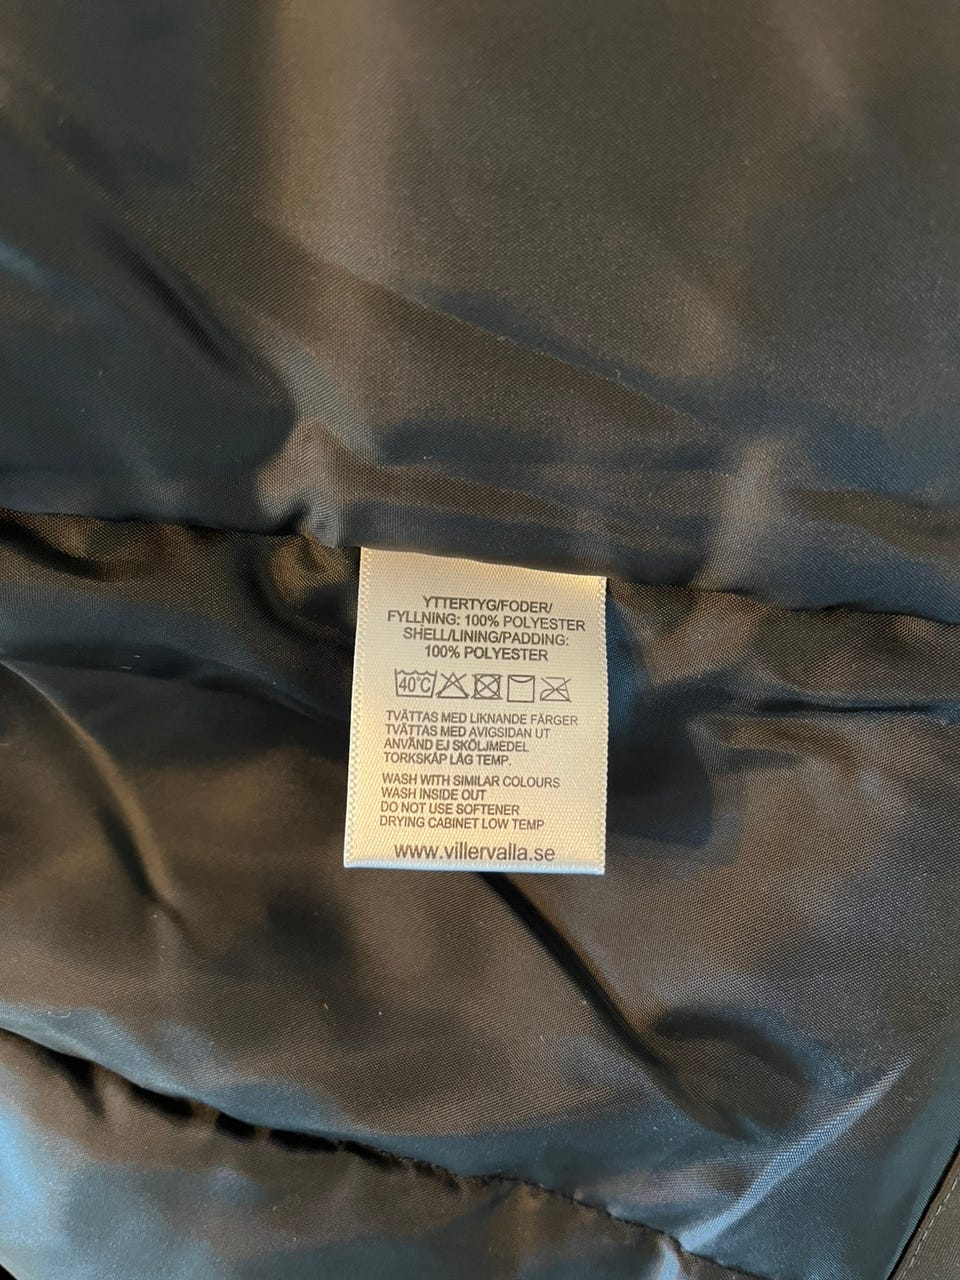 YTTERTYG/FODER/
FYLLNING: 100% POLYESTER
SHELL/LINING/PADDING:
100% POLYESTER
40°C
TVÄTTAS MED LIKNANDE FÄRGER
TVÄTTAS MED AVIGSIDAN UT
ANVÄND EJ SKÖLJMEDEL
TORKSKÅP LÅG TEMP.
WASH WITH SIMILAR COLOURS
WASH INSIDE OUT
DO NOT USE SOFTENER
DRYING CABINET LOW TEMP
www.villervalla.se